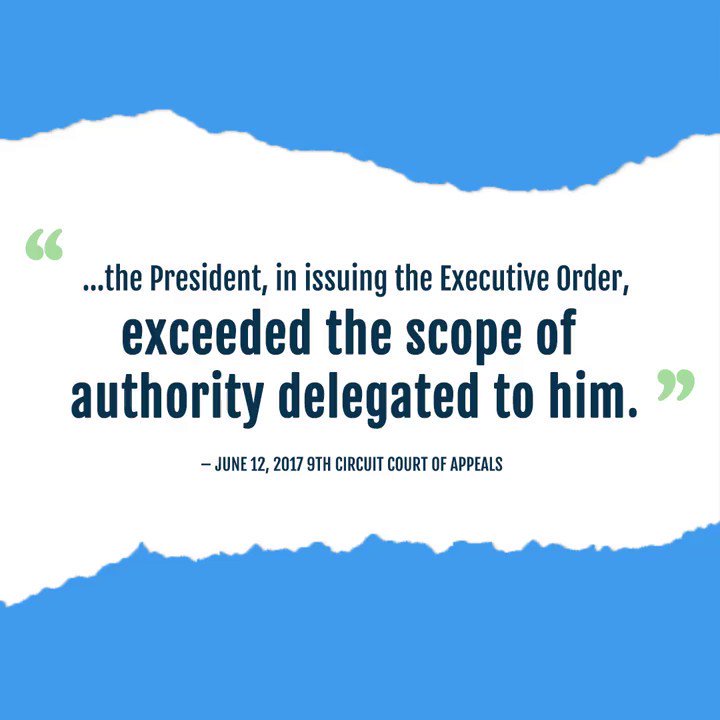 “
...the President, in issuing the Executive Order,
exceeded the scope of
authority delegated to him.
”
– JUNE 12, 2017 9TH CIRCUIT COURT OF APPEALS